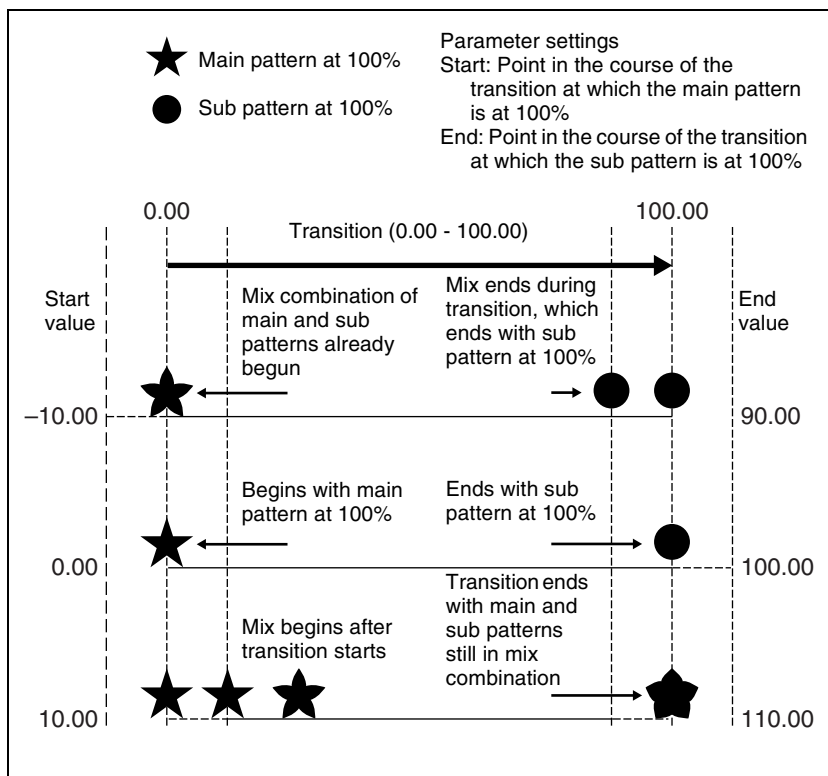 Main pattern at 100%
Sub pattern at 100%
Parameter settings
Start: Point in the course of the
transition at which the main pattern
is at 100%
End: Point in the course of the transition
at which the sub pattern is at 100%
0.00
100.00
Transition (0.00 - 100.00)
Start
value
Mix combination of
main and sub
patterns already
begun
Mix ends during
transition, which
ends with sub
pattern at 100%
End
value
–10.00
90.00
Begins with main
pattern at 100%
Ends with sub
pattern at 100%
0.00
100.00
Mix begins after
transition starts
Transition ends
with main and
sub patterns
still in mix
combination
10.00
110.00